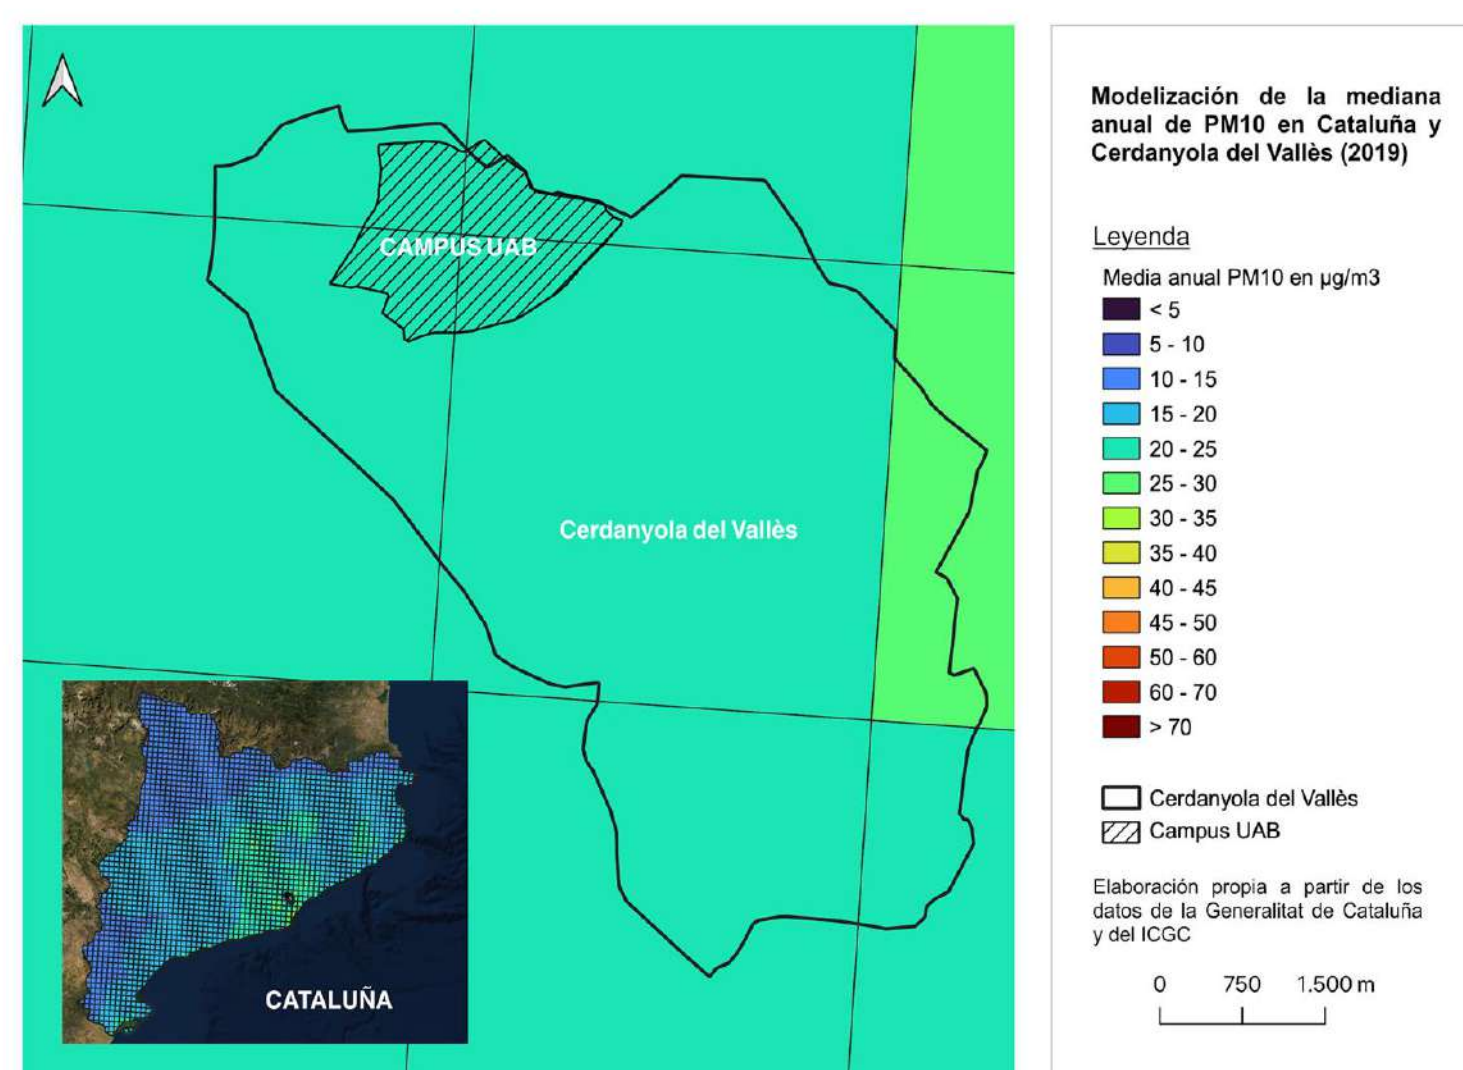 CAMPUS UAB
Cerdanyola del Vallès
CATALUÑA
Modelización de la mediana
anual de PM10 en Cataluña y
Cerdanyola del Vallès (2019)
Leyenda
Media anual PM10 en µg/m3
< 5
5 - 10
10 - 15
15 - 20
20 - 25
25 - 30
30 - 35
35 - 40
40 - 45
45 - 50
50 - 60
60 - 70
> 70
Cerdanyola del Vallès
Campus UAB
Elaboración propia a partir de los
datos de la Generalitat de Cataluña
y del ICGC
0 750 1.500 m